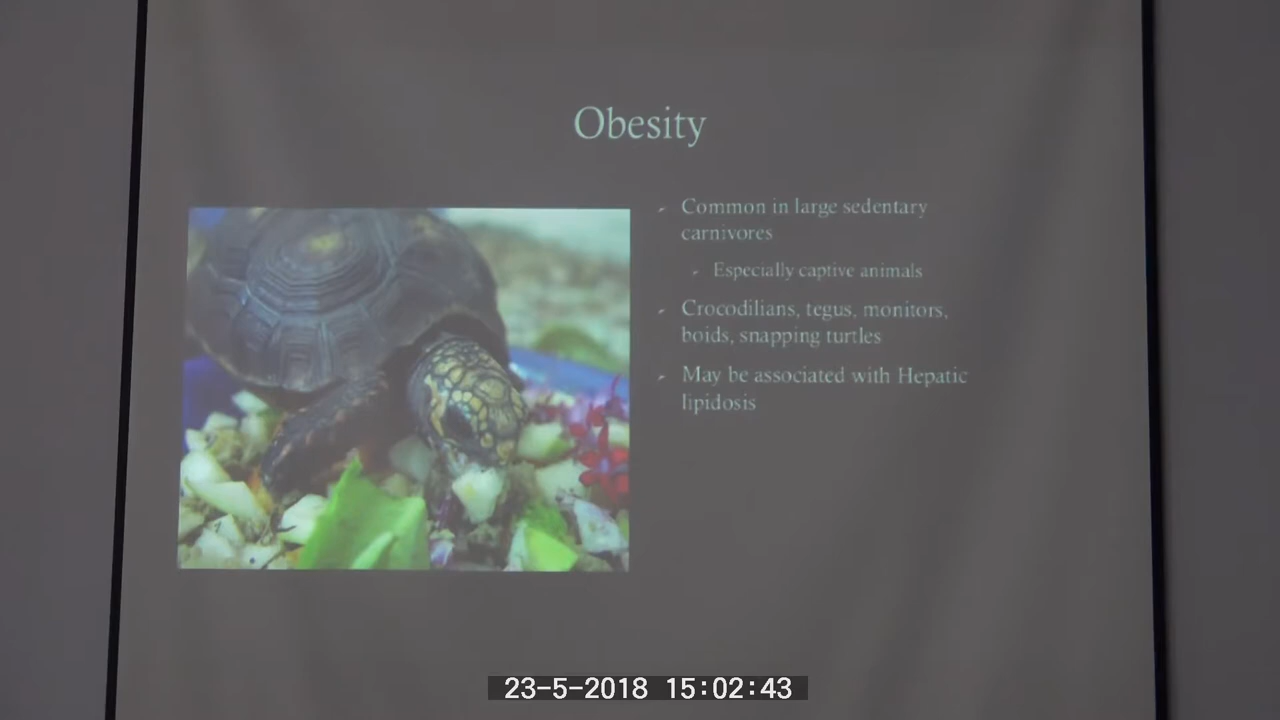 Obesity
Common in large sedentary
carnivores
Especially captive animals
Crocodilians, tegus, monitors,
boids, snapping turtles
May be associated with Hepatic
lipidosis
23-5-2018 15:02:43